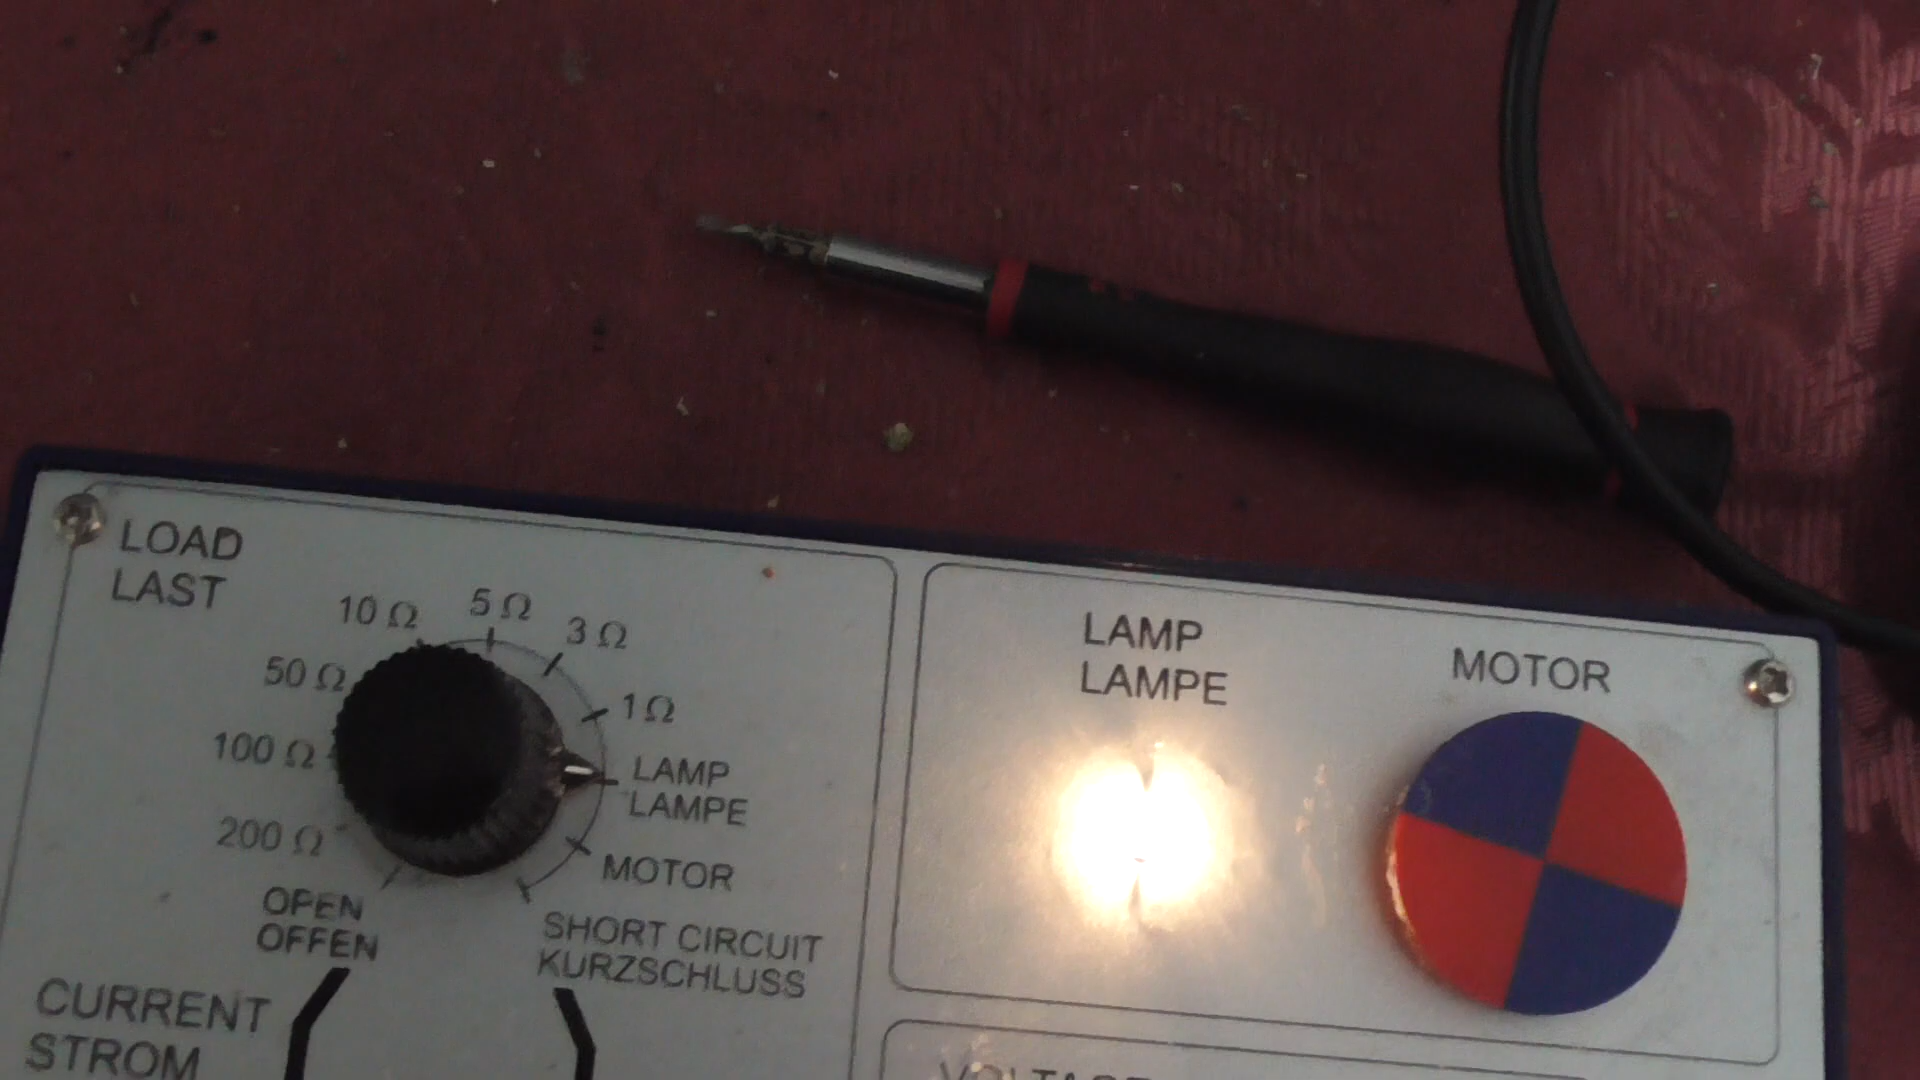 LOAD
LAST
10 Ω
5 Ω
3 Ω
50 Ω
1 Ω
100 Ω
LAMP
LAMPE
200 Ω
MOTOR
OPEN
OFFEN
SHORT CIRCUIT
KURZSCHLUSS
CURRENT
STROM
LAMP
LAMPE
MOTOR
VOLTAGE